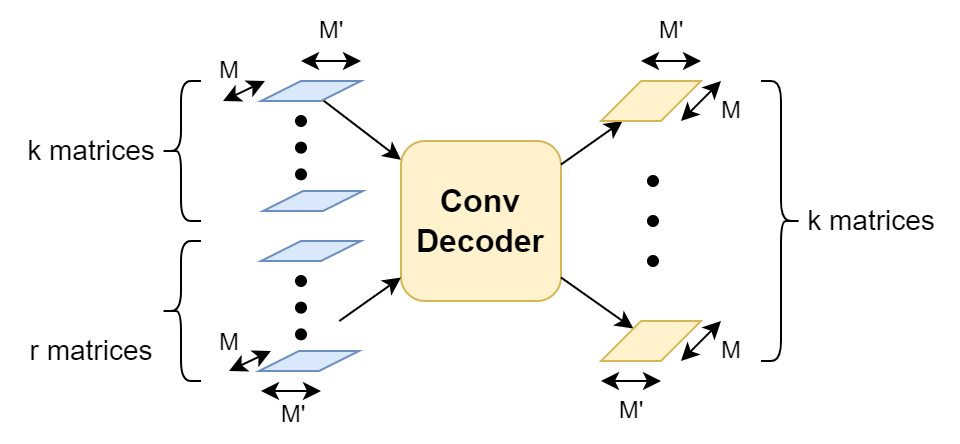 M'
M
k matrices
r matrices
M
M'
Conv
Decoder
M'
M
k matrices
M
M'